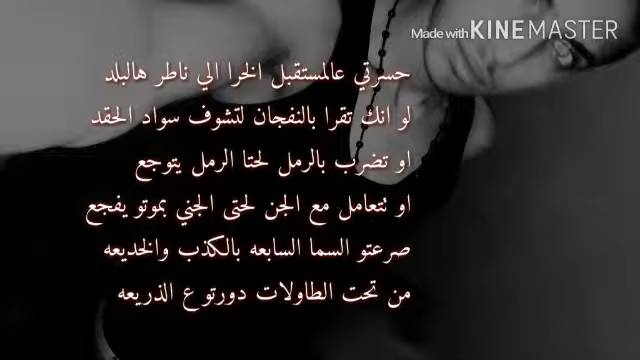 Made with KINEMASTER
حسرتي عالمستقبل الخرا الي ناطر هالبلد
لو انك تقرا بالنفجان لتشوف سواد الحقد
او تضرب بالرمل لحتا الرمل يتوجع
او تتعامل مع الجن لحتى الجني بموتو يفجع
صرعتو السما السابعه بالكذب والخديعه
من تحت الطاولات دورتو ع الذريعه